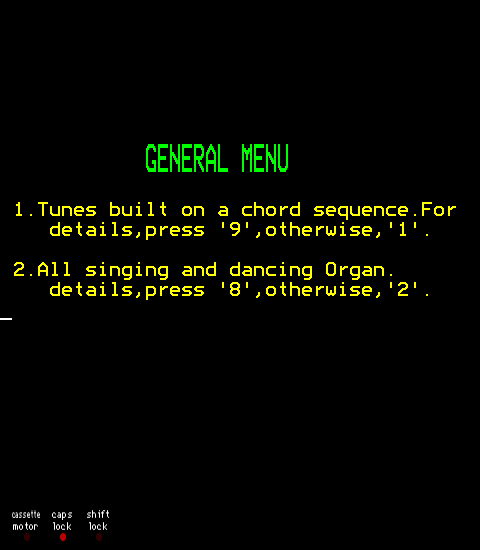 GENERAL MENU
1.Tunes built on a chord sequence.For
details,press '9',otherwise,'1'.
2.All singing and dancing Organ.
details,press '8',otherwise,'2'.
cassette caps shift
motor lock lock